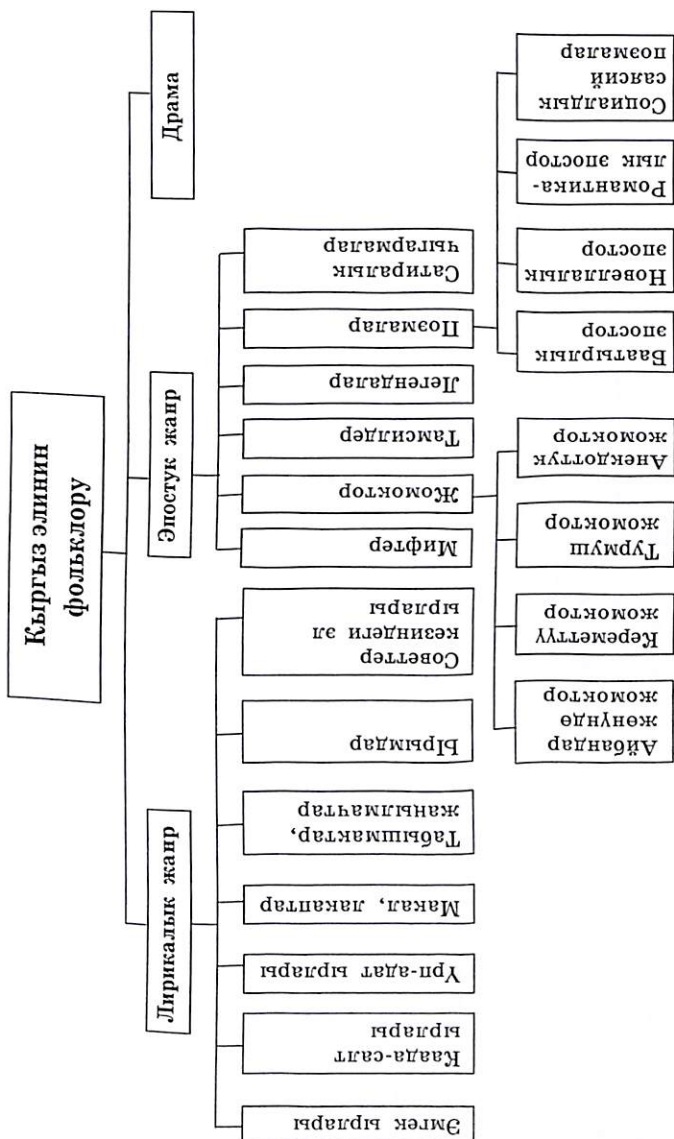 Кыргыз элинин
фольклору
Лирикалык жанр
Эпостук жанр
Драма
Эмгек ырлары
Каада-салт
ырлары
Үрп-адат ырлары
Макал, лакаптар
Табышмактар,
жаңылмачтар
Ырымдар
Советтер
кезиндеги эл
ырлары
Мифтер
Жомоктор
Тамсилдер
Легендалар
Поэмалар
Сатиралык
чыгармалар
Айбандар
жөнүндө
жомоктор
Кереметтүү
жомоктор
Турмуш
жомоктор
Анекдоттук
жомоктор
Баатырлык
эпостор
Новеллалык
эпостор
Романтика-
лык эпостор
Социалдык
саясий
поэмалар